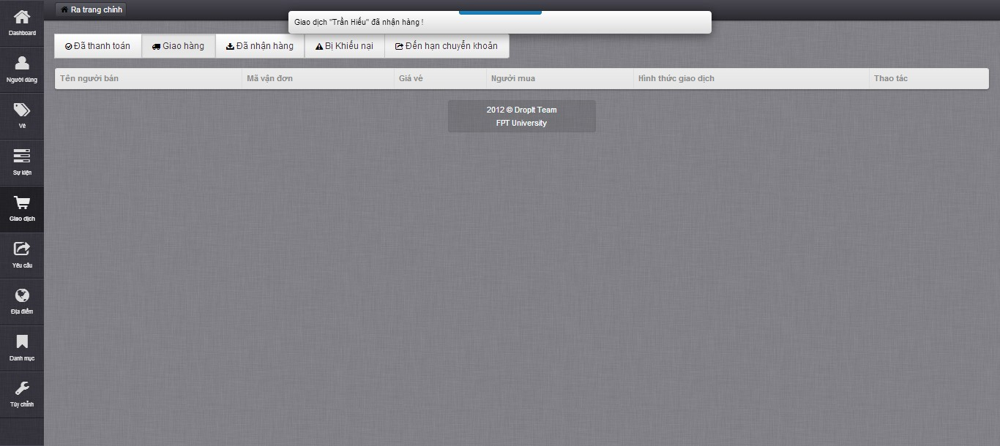 Ra trang chính
Giao dịch "Trần Hiếu" đã nhận hàng !
Dashboard
Người dùng
Vé
Sự kiện
Giao dịch
Yêu cầu
Địa điểm
Danh mục
Tùy chỉnh
Đã thanh toán
Giao hàng
Đã nhận hàng
Bị Khiếu nại
Đến hạn chuyển khoản
Tên người bán
Mã vận đơn
Giá vé
Người mua
Hình thức giao dịch
Thao tác
2012 © DropIt Team
FPT University